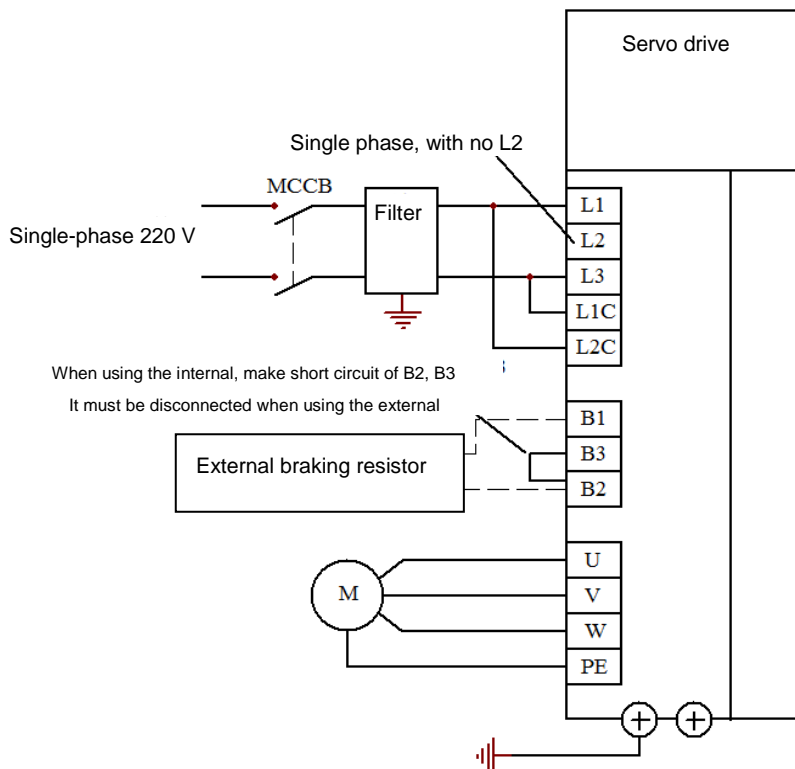 Servo drive
Single phase, with no L2
MCCB
Filter
L1
Single-phase 220 V
L2
L3
L1C
L2C
When using the internal, make short circuit of B2, B3
It must be disconnected when using the external
B1
External braking resistor
B3
B2
U
M
V
W
PE